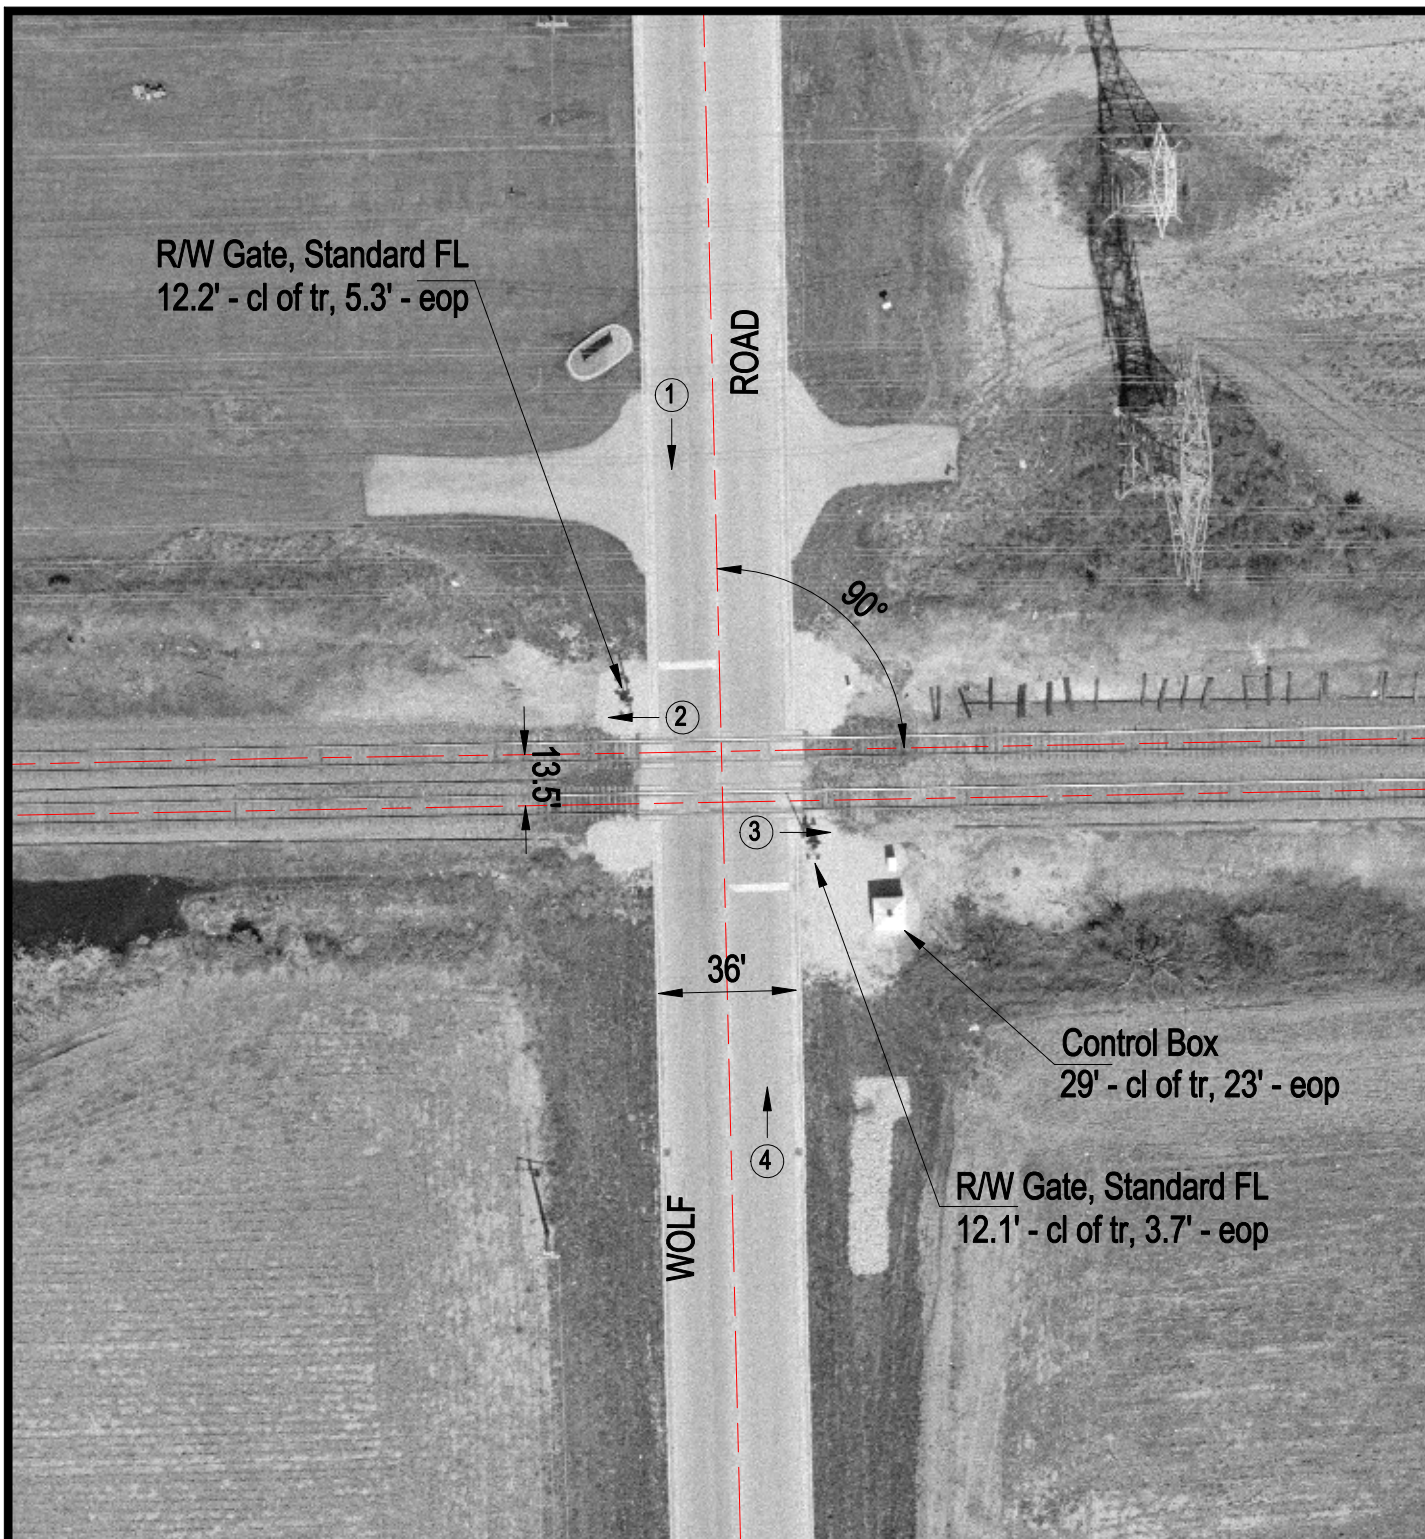 R/W Gate, Standard FL
12.2' - cl of tr, 5.3' - eop
ROAD
1
90°
2
13.5'
3
36'
Control Box
29' - cl of tr, 23' - eop
4
R/W Gate, Standard FL
12.1' - cl of tr, 3.7' - eop
WOLF